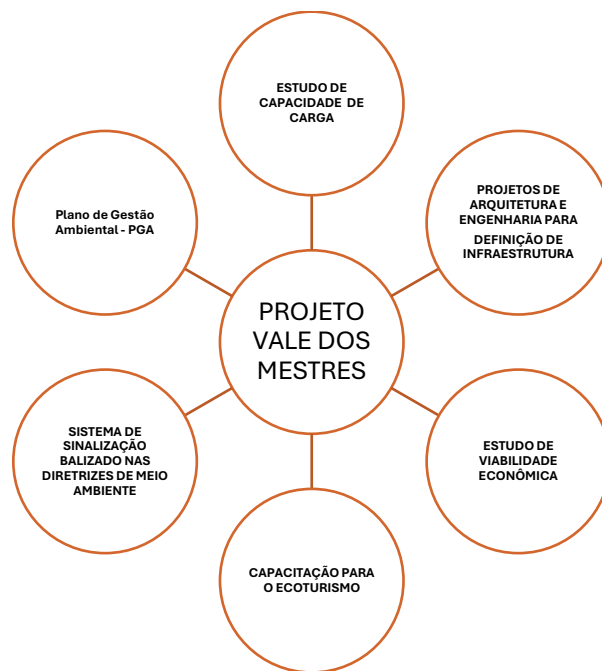 ESTUDO DE
CAPACIDADE DE
CARGA
Plano de Gestão
Ambiental - PGA
PROJETOS DE
ARQUITETURA E
ENGENHARIA PARA
DEFINIÇÃO DE
INFRAESTRUTURA
PROJETO
VALE DOS
MESTRES
SISTEMA DE
SINALIZAÇÃO
BALIZADO NAS
DIRETRIZES DE MEIO
AMBIENTE
ESTUDO DE
VIABILIDADE
ECONÔMICA
CAPACITAÇÃO PARA
O ECOTURISMO